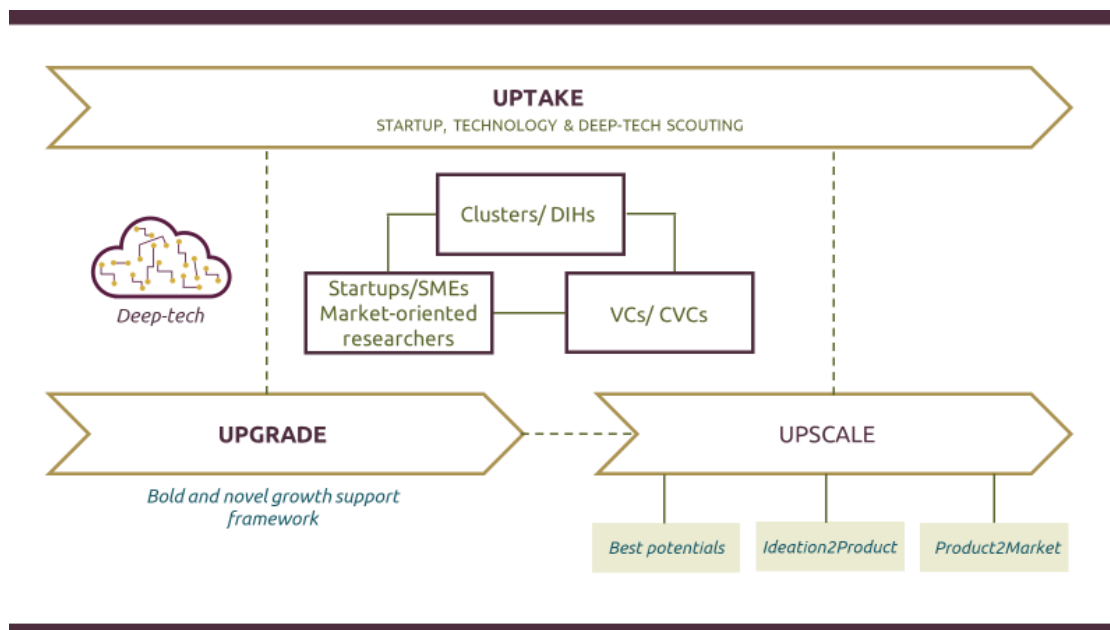 UPTAKE
STARTUP, TECHNOLOGY & DEEP-TECH SCOUTING
Clusters/ DIHs
Deep-tech
Startups/SMEs
Market-oriented
researchers
VCs/ CVCs
UPGRADE
UPSCALE
Bold and novel growth support
framework
Best potentials
Ideation2Product
Product2Market